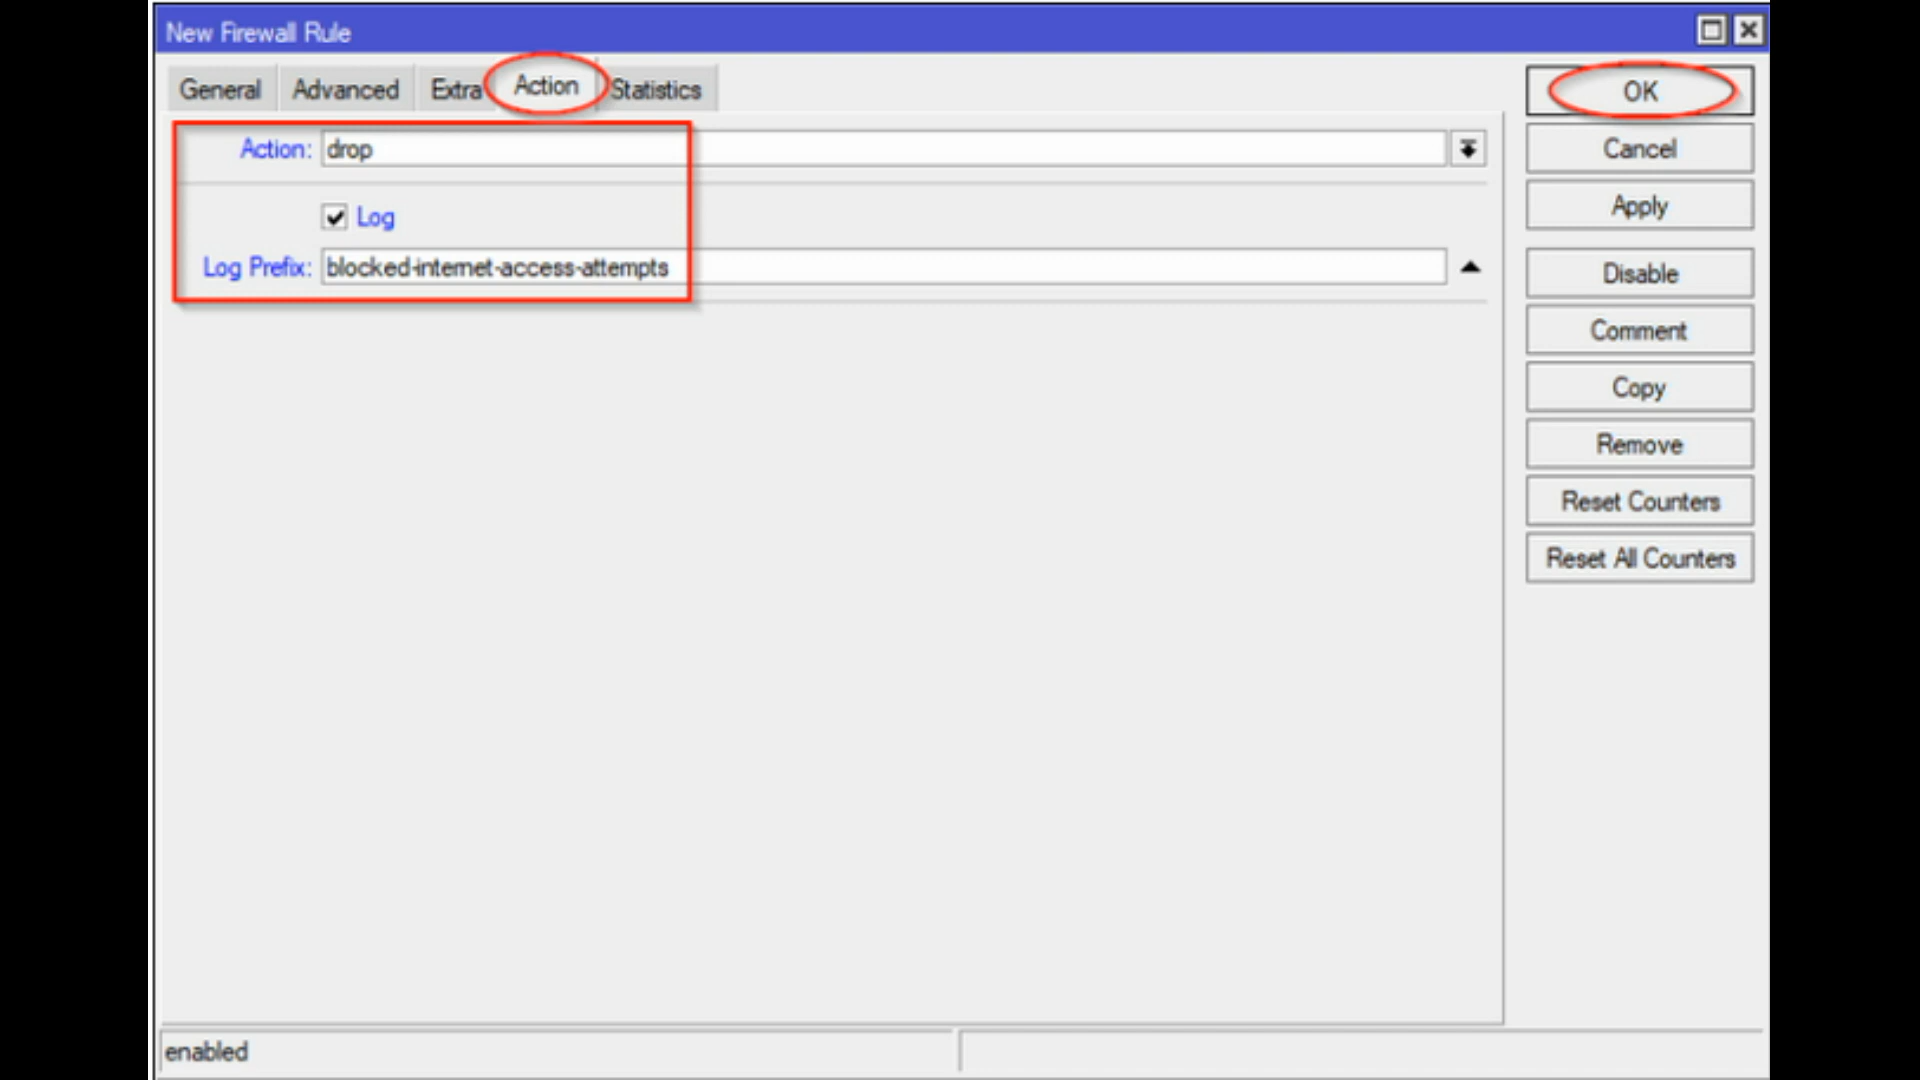 New Firewall Rule
General Advanced Extra Action Statistics
Action: drop
Log
Log Prefix: blocked-internet-access-attempts
OK
Cancel
Apply
Disable
Comment
Copy
Remove
Reset Counters
Reset All Counters
enabled